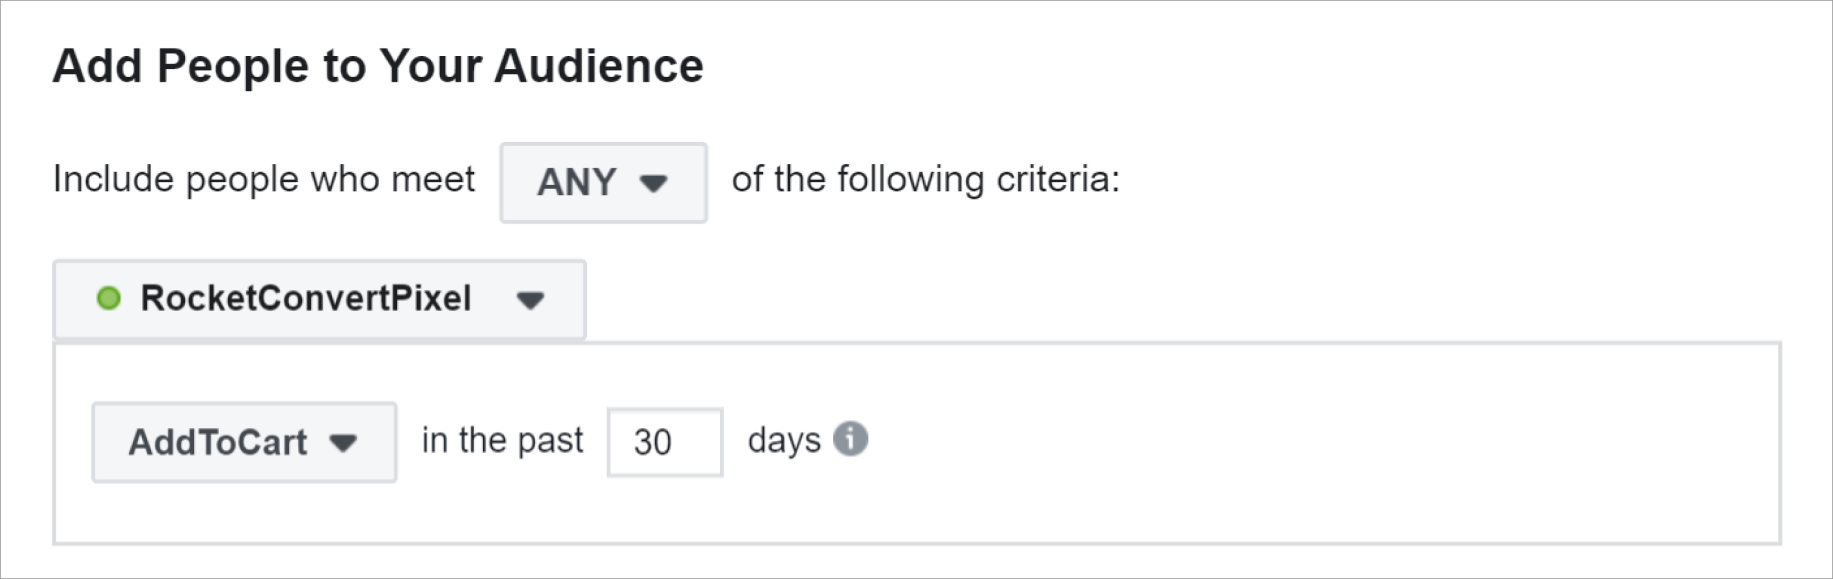 Add People to Your Audience
Include people who meet ANY of the following criteria:
RocketConvertPixel
AddToCart in the past 30 days